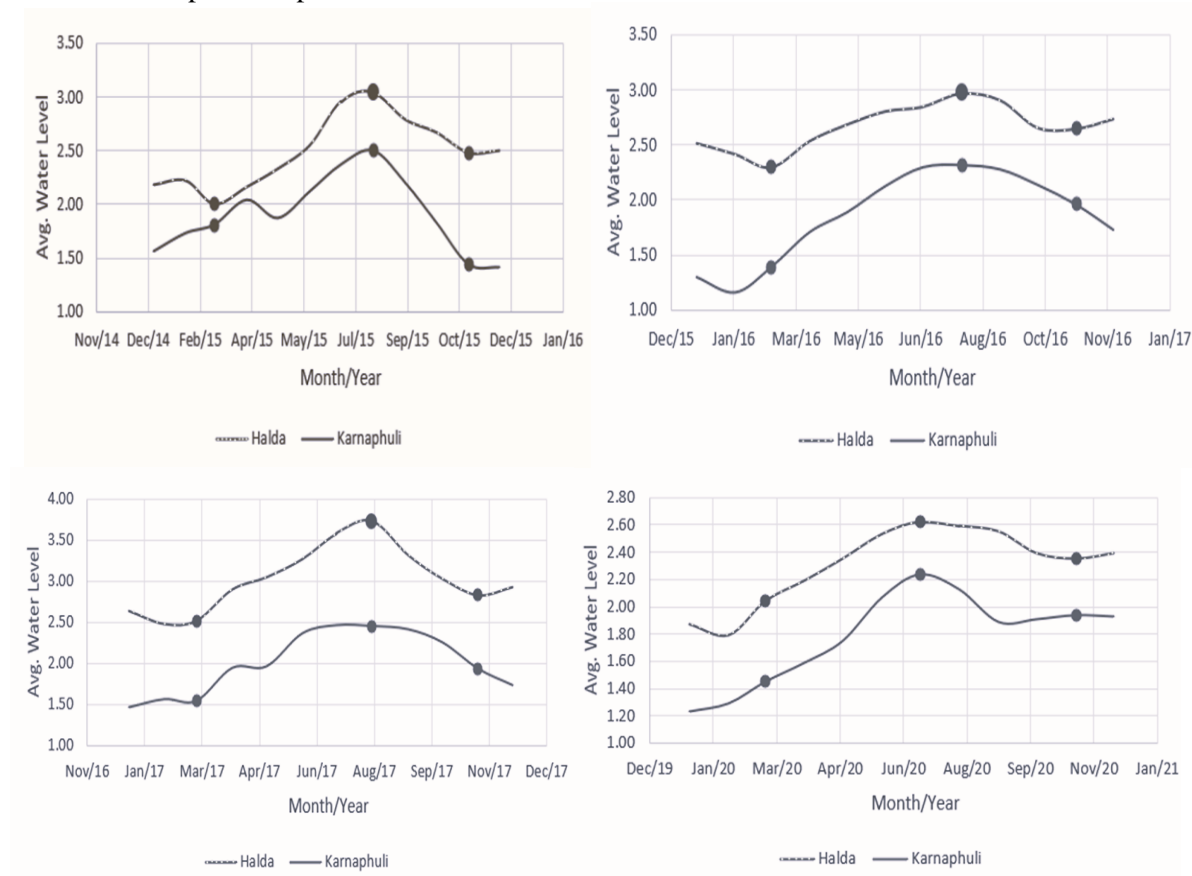 3.50
3.00
2.50
2.00
1.50
1.00
Avg. Water Level
Nov/14 Dec/14 Feb/15 Apr/15 May/15 Jul/15 Sep/15 Oct/15 Dec/15 Jan/16
Month/Year
Halda Karnaphuli
3.50
3.00
2.50
2.00
1.50
1.00
Avg. Water Level
Dec/15 Jan/16 Mar/16 May/16 Jun/16 Aug/16 Oct/16 Nov/16 Jan/17
Month/Year
Halda Karnaphuli
4.00
3.50
3.00
2.50
2.00
1.50
1.00
Avg. Water Level
Nov/16 Jan/17 Mar/17 Apr/17 Jun/17 Aug/17 Sep/17 Nov/17 Dec/17
Month/Year
Halda Karnaphuli
2.80
2.60
2.40
2.20
2.00
1.80
1.60
1.40
1.20
1.00
Avg. Water Level
Dec/19 Jan/20 Mar/20 Apr/20 Jun/20 Aug/20 Sep/20 Nov/20 Jan/21
Month/Year
Halda Karnaphuli